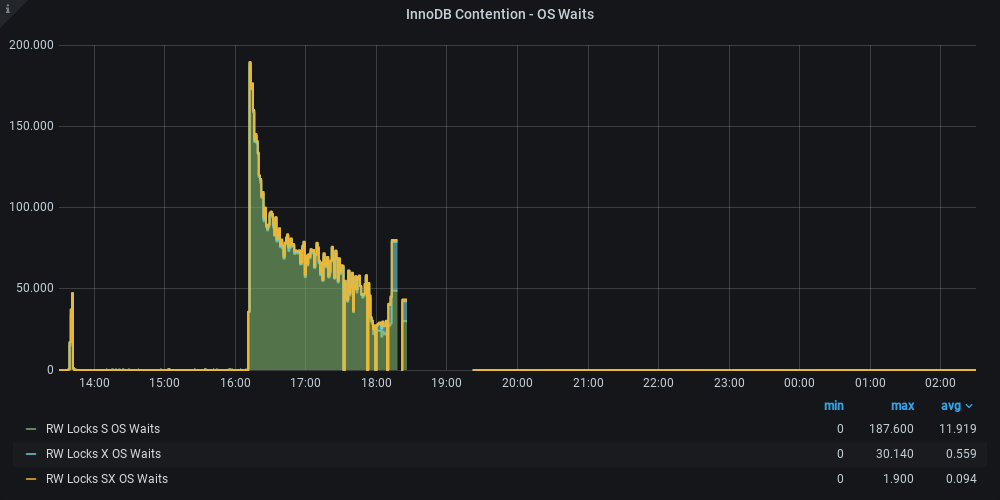 i
InnoDB Contention - OS Waits
200.000
150.000
100.000
50.000
0
14:00 15:00 16:00 17:00 18:00 19:00 20:00 21:00 22:00 23:00 00:00 01:00 02:00
min max avg
RW Locks S OS Waits 0 187.600 11.919
RW Locks X OS Waits 0 30.140 0.559
RW Locks SX OS Waits 0 1.900 0.094